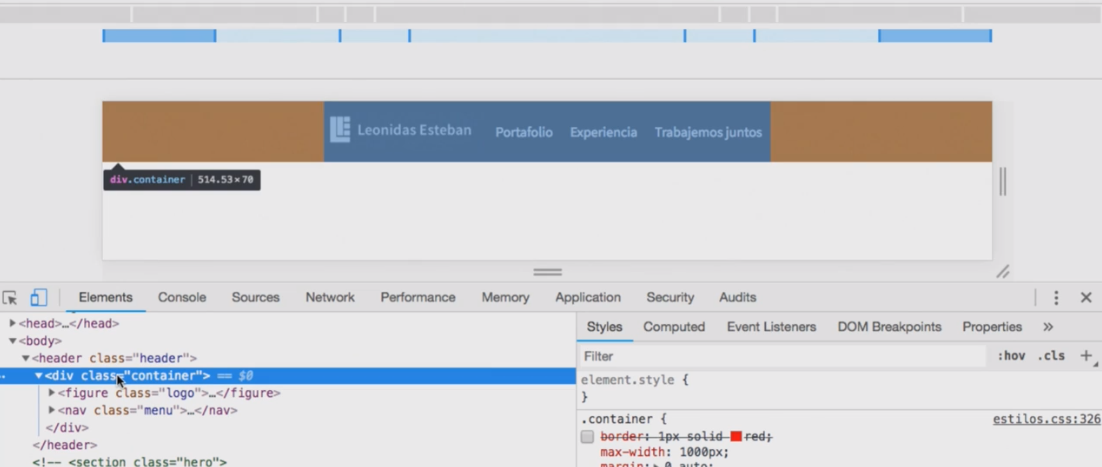 Leonidas Esteban Portafolio Experiencia Trabajemos juntos
div.container 514.53×70
Elements Console Sources Network Performance Memory Application Security Audits
<head>…</head>
<body>
<header class="header">
<div class="container"> == $0
<figure class="logo">…</figure>
<nav class="menu">…</nav>
</div>
</header>
<!-- <section class="hero">
Styles Computed Event Listeners DOM Breakpoints Properties »
Filter :hov .cls +
element.style {
}
.container { estilos.css:326
border: 1px solid red;
max-width: 1000px;
margin: 0 auto;